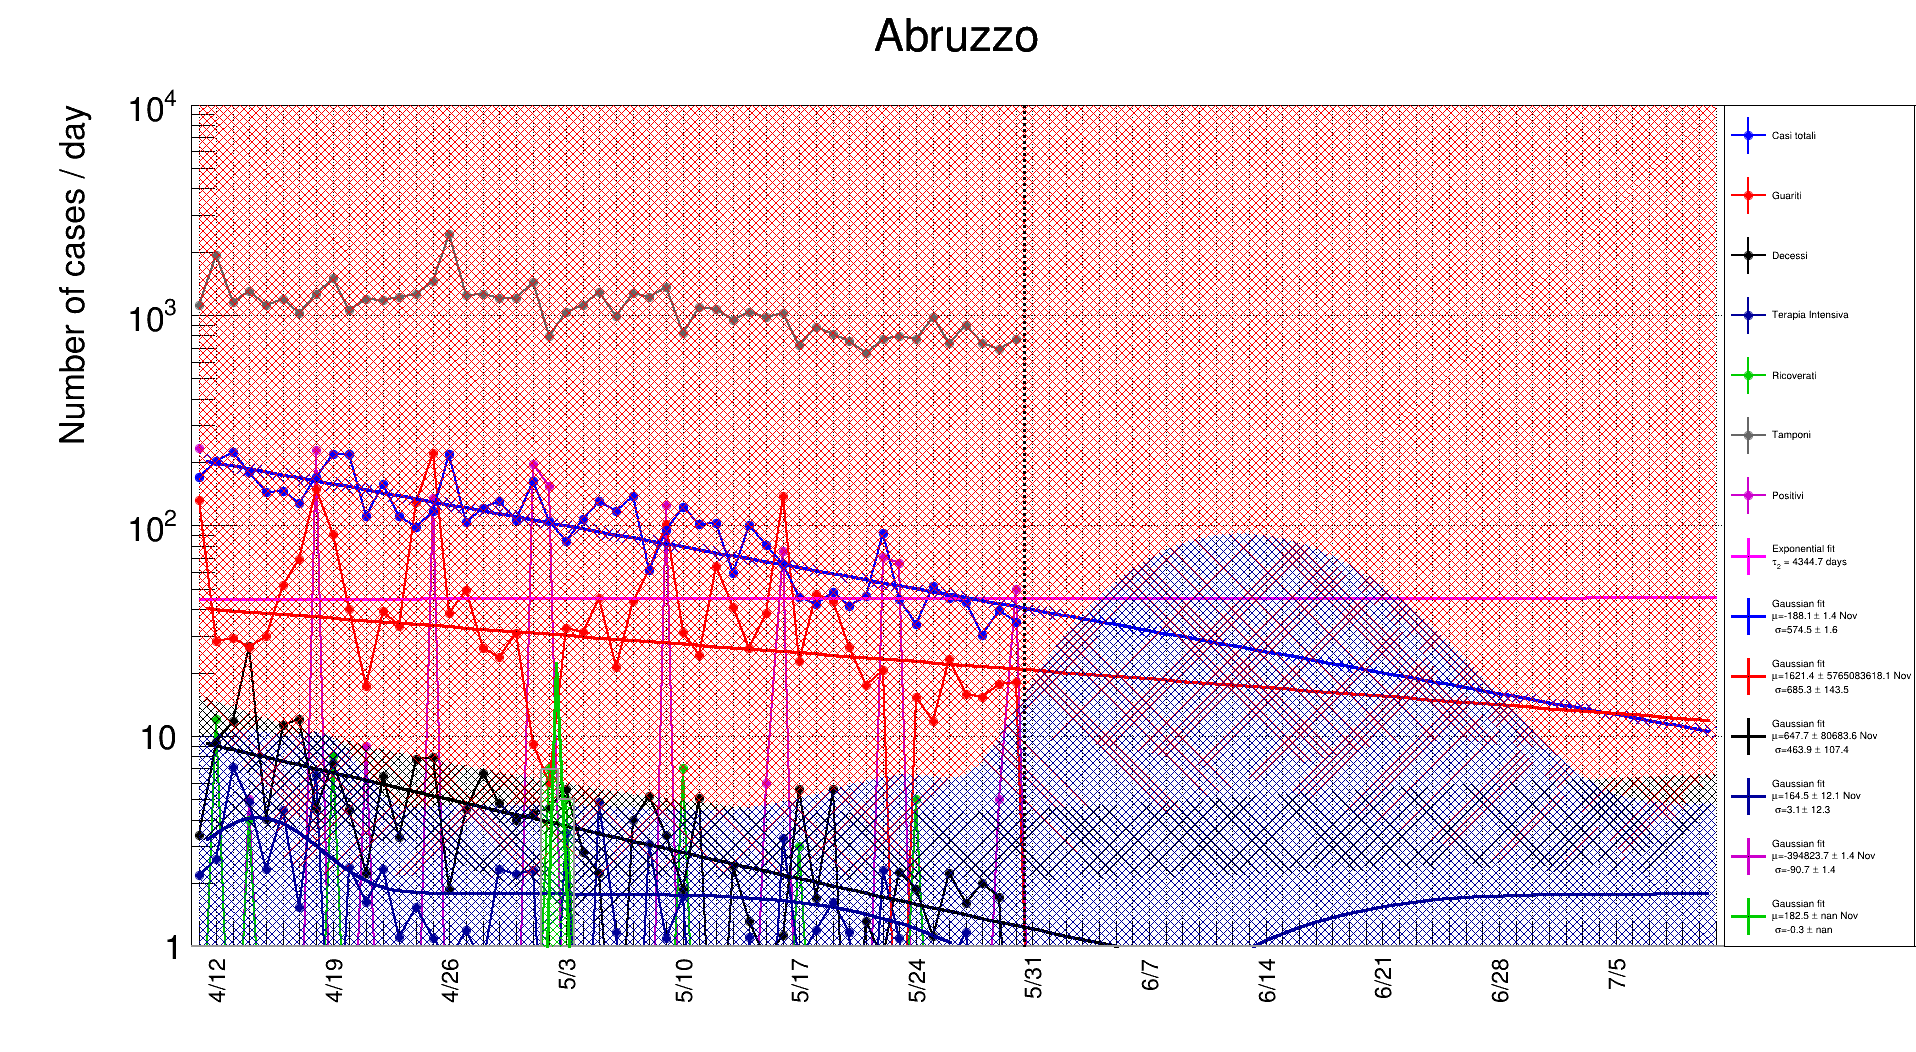 Abruzzo
Number of cases / day
10^4
10^3
10^2
10
1
4/12
4/19
4/26
5/3
5/10
5/17
5/24
5/31
6/7
6/14
6/21
6/28
7/5
Casi totali
Guariti
Decessi
Terapia Intensiva
Ricoverati
Tamponi
Positivi
Exponential fit
τ_2 = 4344.7 days
Gaussian fit
μ=-188.1 ± 1.4 Nov
σ=574.5 ± 1.6
Gaussian fit
μ=1621.4 ± 5765083618.1 Nov
σ=685.3 ± 143.5
Gaussian fit
μ=647.7 ± 80683.6 Nov
σ=463.9 ± 107.4
Gaussian fit
μ=164.5 ± 12.1 Nov
σ=3.1 ± 12.3
Gaussian fit
μ=-394823.7 ± 1.4 Nov
σ=-90.7 ± 1.4
Gaussian fit
μ=182.5 ± nan Nov
σ=-0.3 ± nan